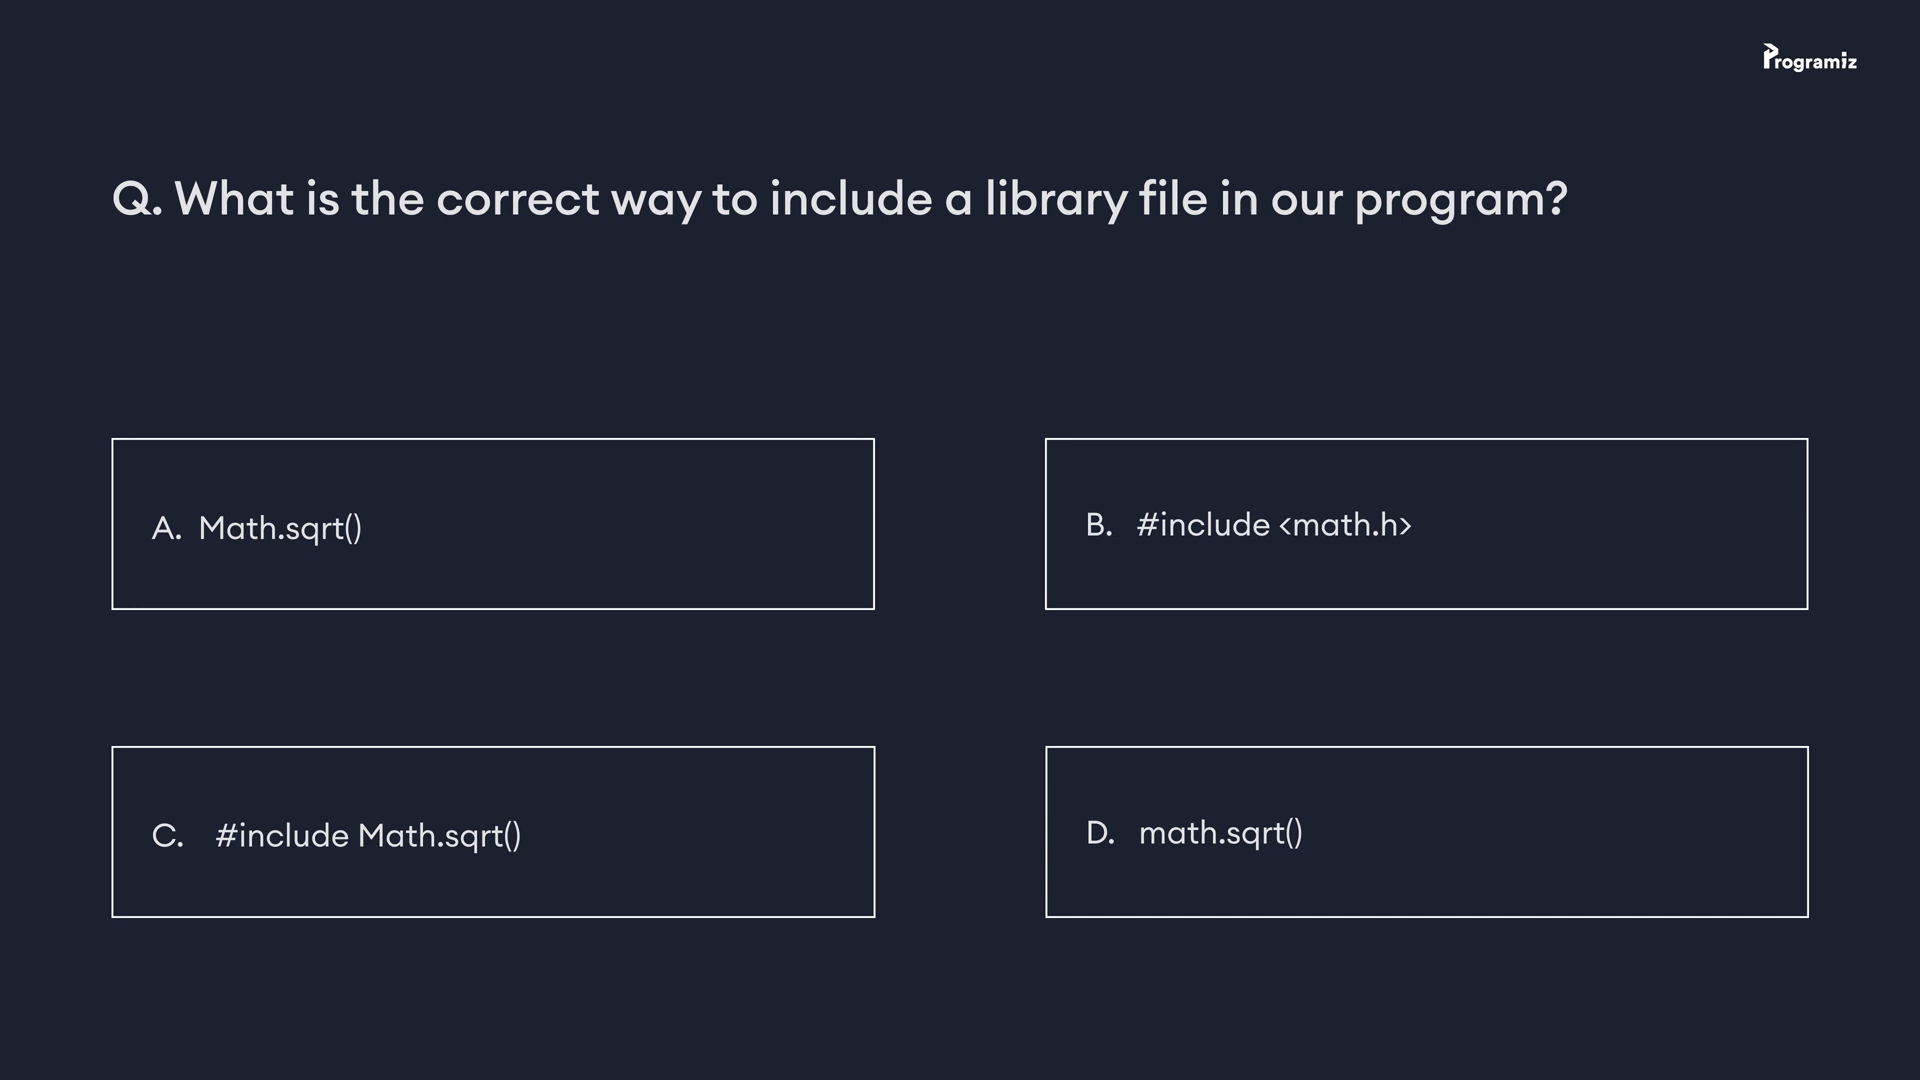 Programiz
Q. What is the correct way to include a library file in our program?
A. Math.sqrt()
B. #include <math.h>
C. #include Math.sqrt()
D. math.sqrt()